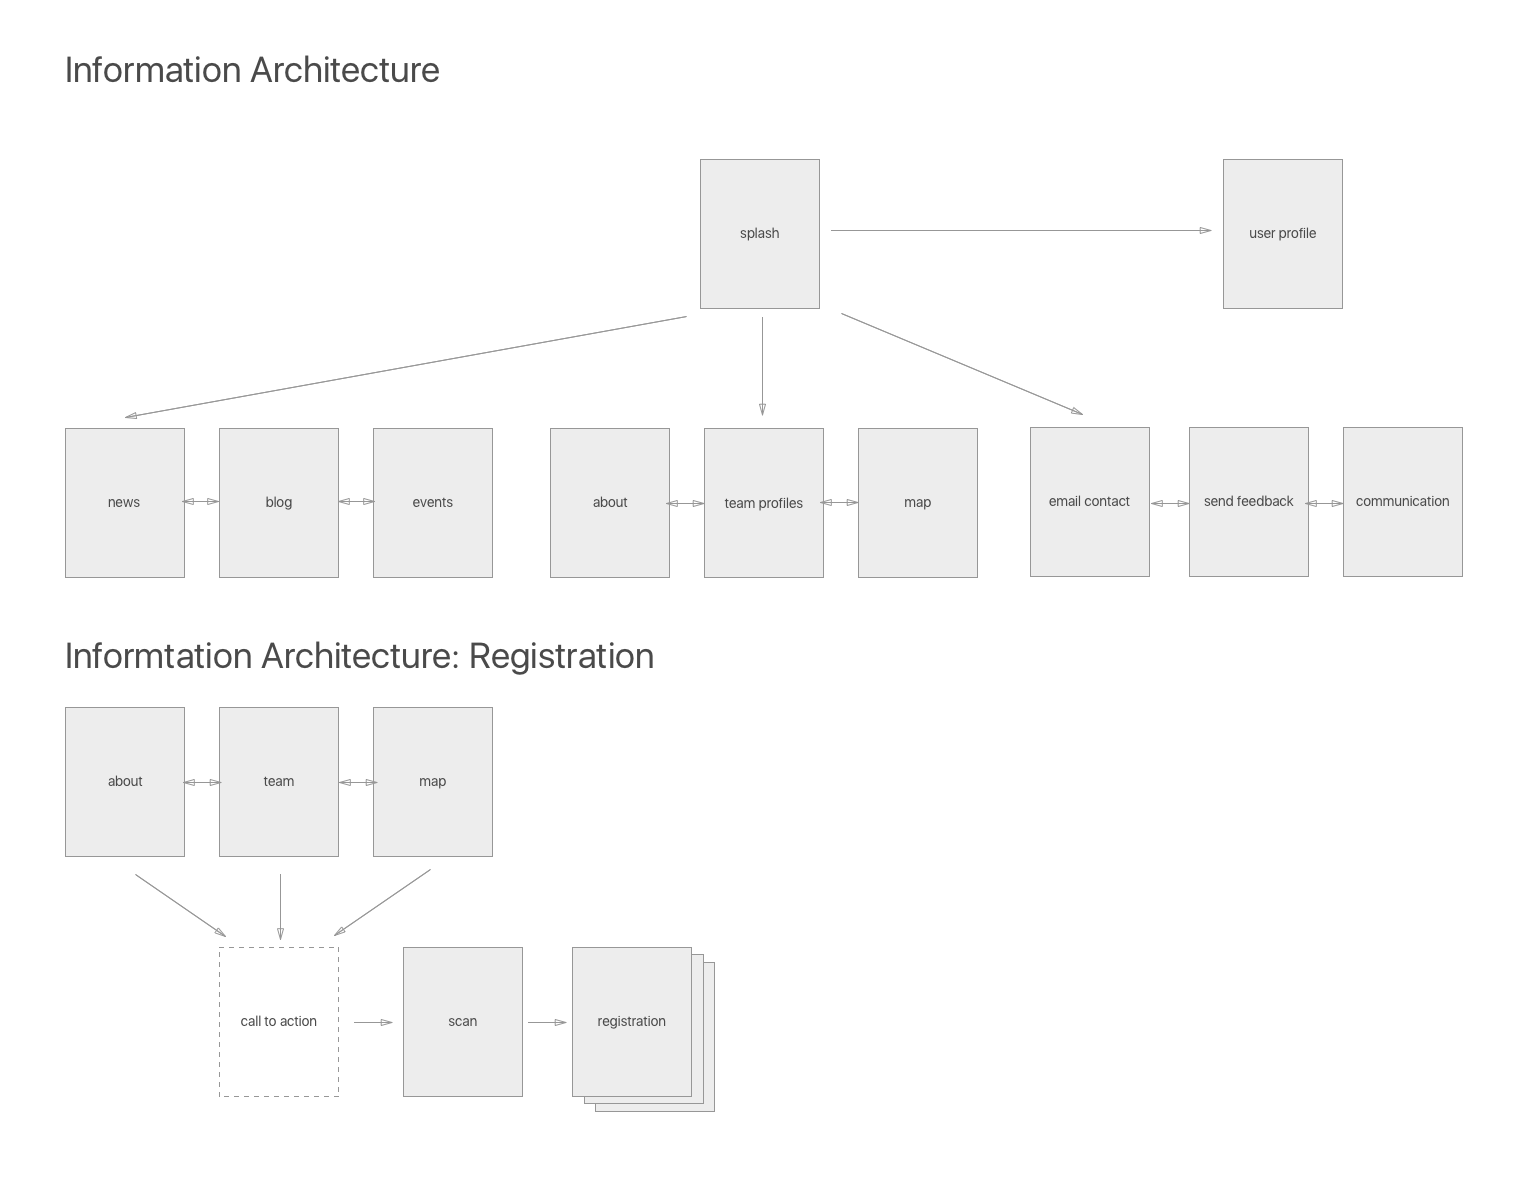 Information Architecture
splash
user profile
news
blog
events
about
team profiles
map
email contact
send feedback
communication
Informtation Architecture: Registration
about
team
map
call to action
scan
registration